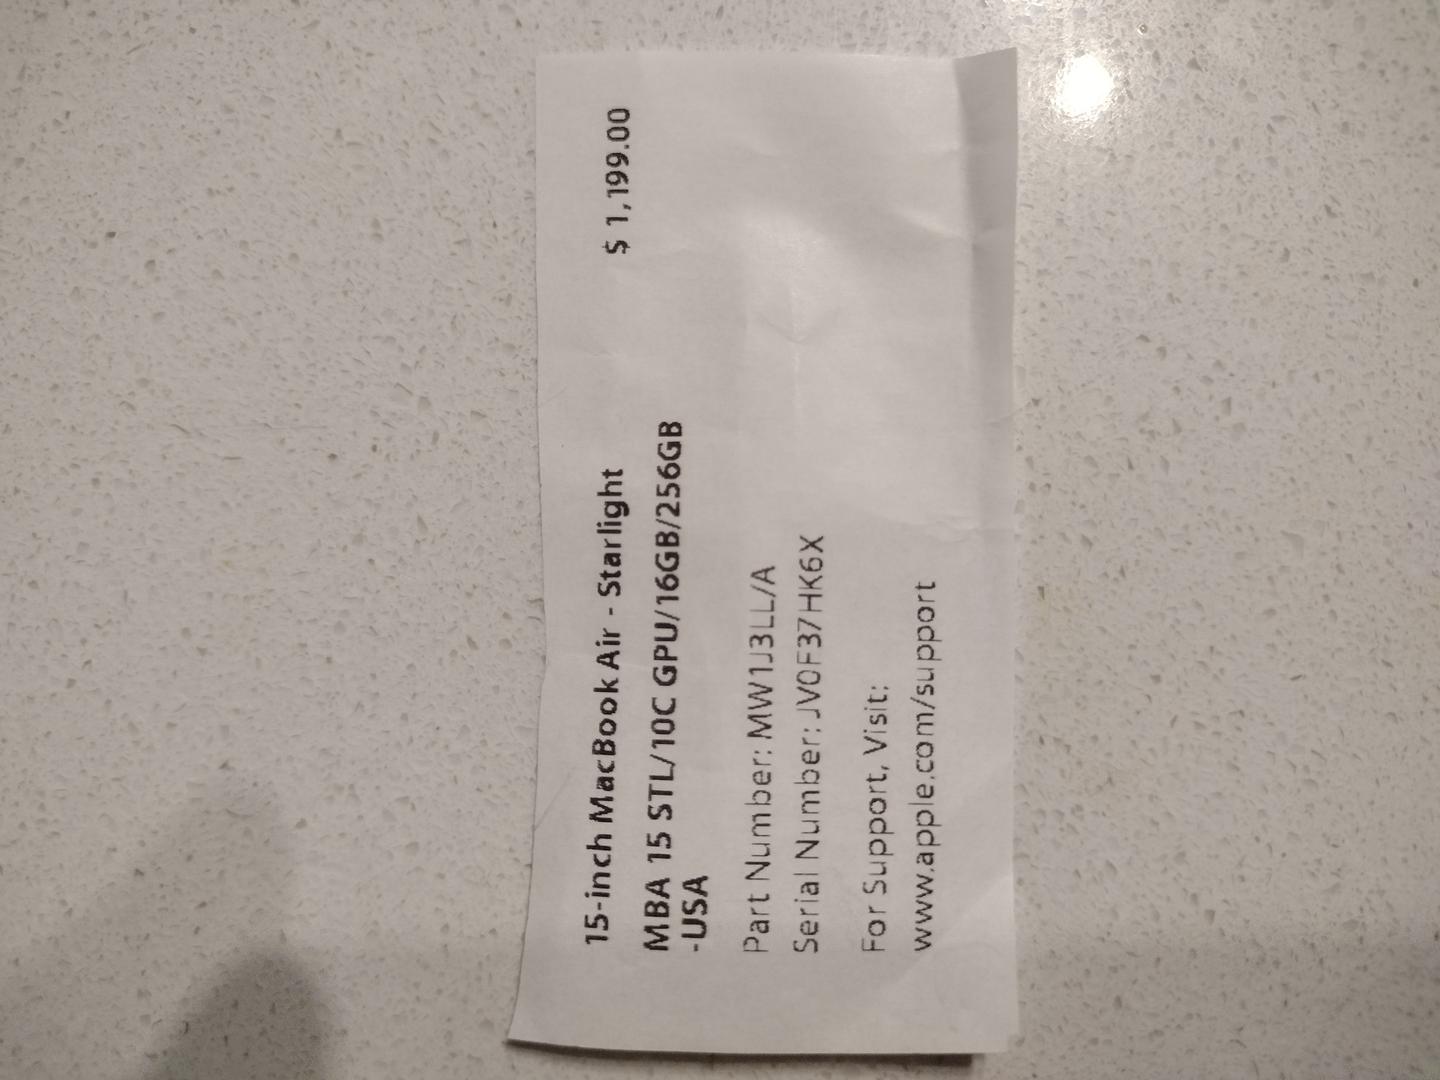 15-inch MacBook Air - Starlight $ 1,199.00
MBA 15 STL/10C GPU/16GB/256GB
-USA
Part Number: MW1J3LL/A
Serial Number: JV0F37HK6X
For Support, Visit:
www.apple.com/support